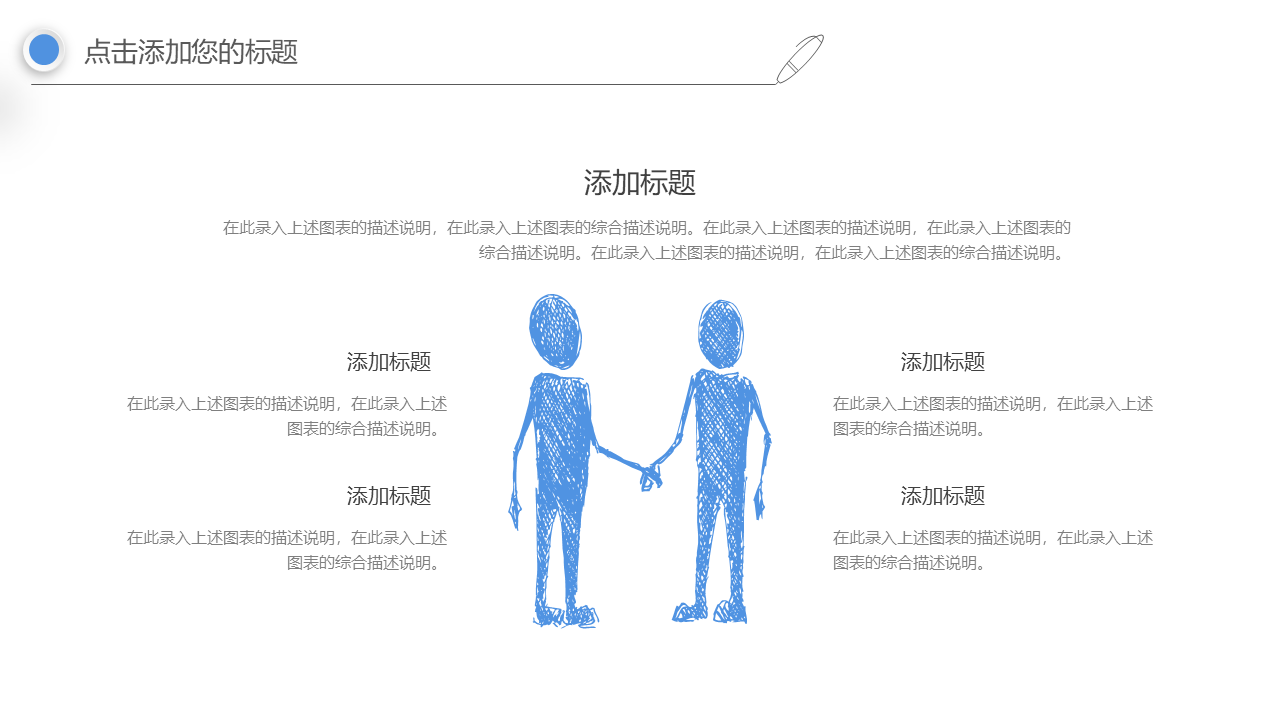 点击添加您的标题
添加标题
在此录入上述图表的描述说明，在此录入上述图表的综合描述说明。在此录入上述图表的描述说明，在此录入上述图表的
综合描述说明。在此录入上述图表的描述说明，在此录入上述图表的综合描述说明。
添加标题
在此录入上述图表的描述说明，在此录入上述
图表的综合描述说明。
添加标题
在此录入上述图表的描述说明，在此录入上述
图表的综合描述说明。
添加标题
在此录入上述图表的描述说明，在此录入上述
图表的综合描述说明。
添加标题
在此录入上述图表的描述说明，在此录入上述
图表的综合描述说明。